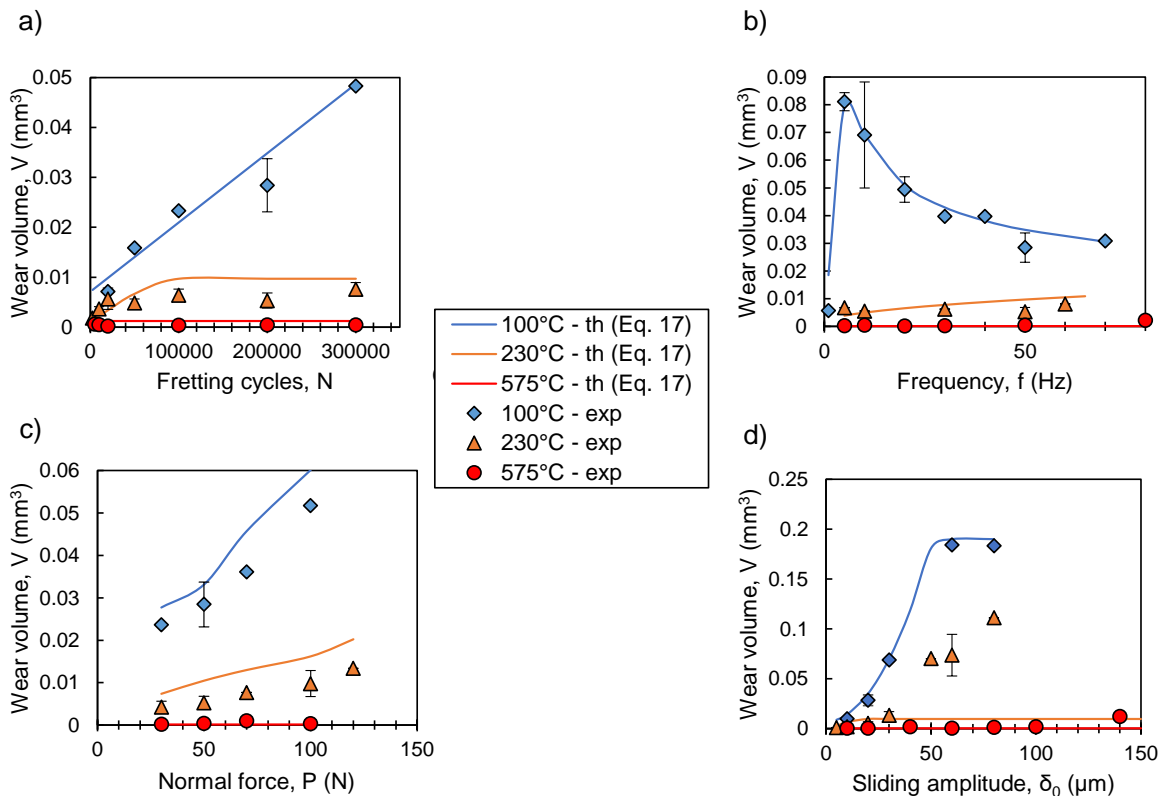 a)
Wear volume, V (mm³)
0.05
0.04
0.03
0.02
0.01
0
0
100000
200000
300000
Fretting cycles, N
b)
Wear volume, V (mm³)
0.09
0.08
0.07
0.06
0.05
0.04
0.03
0.02
0.01
0
0
50
Frequency, f (Hz)
100°C - th (Eq. 17)
230°C - th (Eq. 17)
575°C - th (Eq. 17)
100°C - exp
230°C - exp
575°C - exp
c)
Wear volume, V (mm³)
0.06
0.05
0.04
0.03
0.02
0.01
0
0
50
100
150
Normal force, P (N)
d)
Wear volume, V (mm³)
0.25
0.2
0.15
0.1
0.05
0
0
50
100
150
Sliding amplitude, δ₀ (µm)